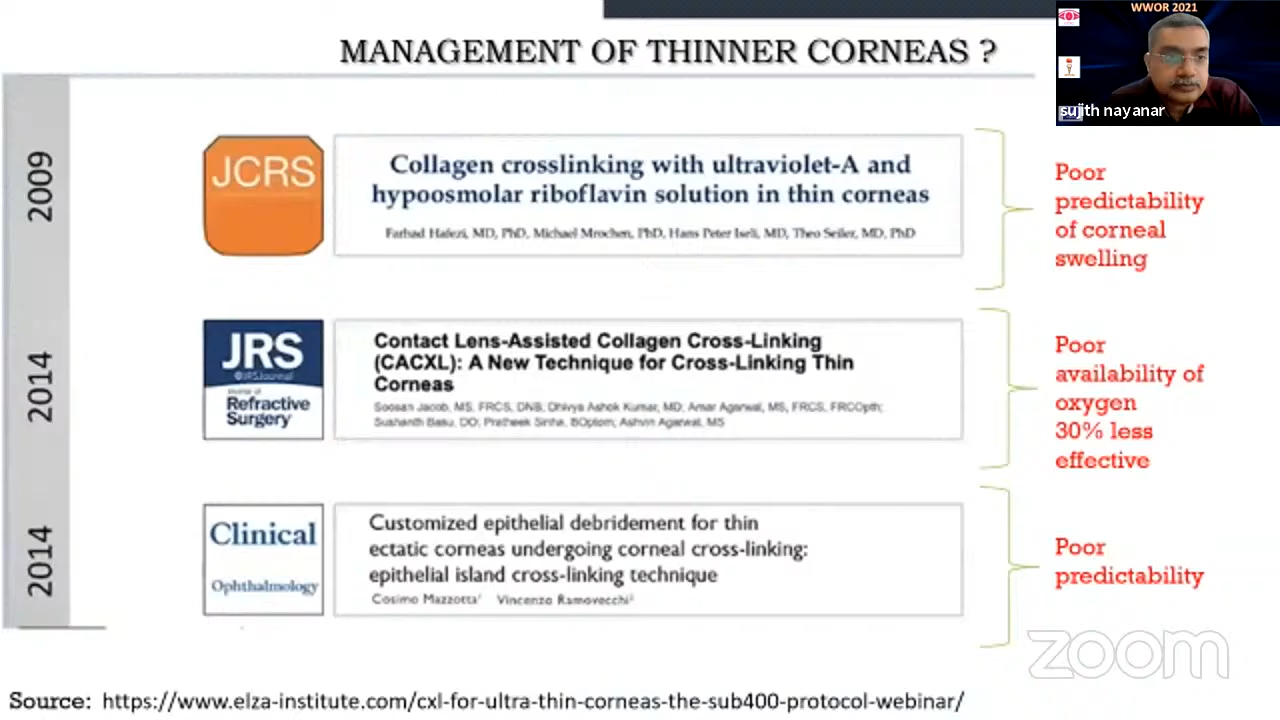 MANAGEMENT OF THINNER CORNEAS ?
WWOR 2021
sujith nayanar
2009
JCRS
Collagen crosslinking with ultraviolet-A and
hypoosmolar riboflavin solution in thin corneas
Farhad Hafezi, MD, PhD, Michael Mrochen, PhD, Hans Peter Iseli, MD, Theo Seiler, MD, PhD
Poor
predictability
of corneal
swelling
2014
JRS
@JRSJournal
Journal of
Refractive
Surgery
Contact Lens-Assisted Collagen Cross-Linking
(CACXL): A New Technique for Cross-Linking Thin
Corneas
Soosan Jacob, MS, FRCS, DNB; Dhivya Ashok Kumar, MD; Amar Agarwal, MS, FRCS, FRCOpth;
Sushanth Basu, DO; Pratheek Sinha, BOptom; Ashvin Agarwal, MS
Poor
availability of
oxygen
30% less
effective
2014
Clinical
Ophthalmology
Customized epithelial debridement for thin
ectatic corneas undergoing corneal cross-linking:
epithelial island cross-linking technique
Cosimo Mazzotta Vincenzo Ramovecchi
Poor
predictability
zoom
Source: https://www.elza-institute.com/cxl-for-ultra-thin-corneas-the-sub400-protocol-webinar/